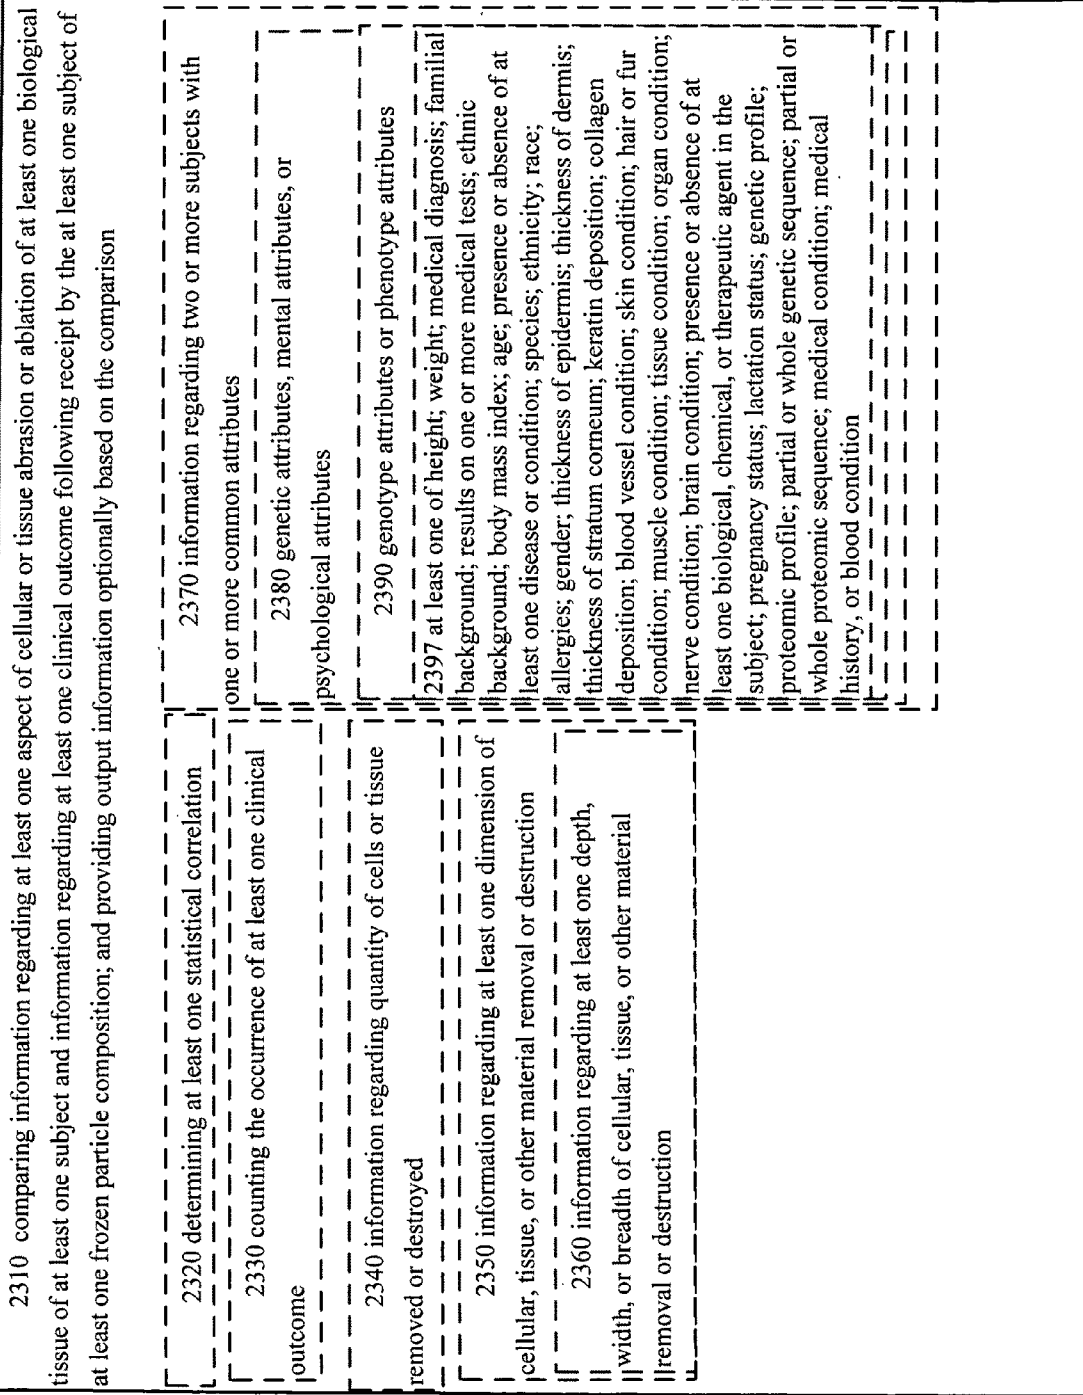 2310 comparing information regarding at least one aspect of cellular or tissue abrasion or ablation of at least one biological
tissue of at least one subject and information regarding at least one clinical outcome following receipt by the at least one subject of
at least one frozen particle composition; and providing output information optionally based on the comparison
2320 determining at least one statistical correlation
2330 counting the occurrence of at least one clinical
outcome
2340 information regarding quantity of cells or tissue
removed or destroyed
2350 information regarding at least one dimension of
cellular, tissue, or other material removal or destruction
2360 information regarding at least one depth,
width, or breadth of cellular, tissue, or other material
removal or destruction
2370 information regarding two or more subjects with
one or more common attributes
2380 genetic attributes, mental attributes, or
psychological attributes
2390 genotype attributes or phenotype attributes
2397 at least one of height; weight; medical diagnosis; familial
background; results on one or more medical tests; ethnic
background; body mass index; age; presence or absence of at
least one disease or condition; species; ethnicity; race;
allergies; gender; thickness of epidermis; thickness of dermis;
thickness of stratum corneum; keratin deposition; collagen
deposition; blood vessel condition; skin condition; hair or fur
condition; muscle condition; tissue condition; organ condition;
nerve condition; brain condition; presence or absence of at
least one biological, chemical, or therapeutic agent in the
subject; pregnancy status; lactation status; genetic profile;
proteomic profile; partial or whole genetic sequence; partial or
whole proteomic sequence; medical condition; medical
history, or blood condition